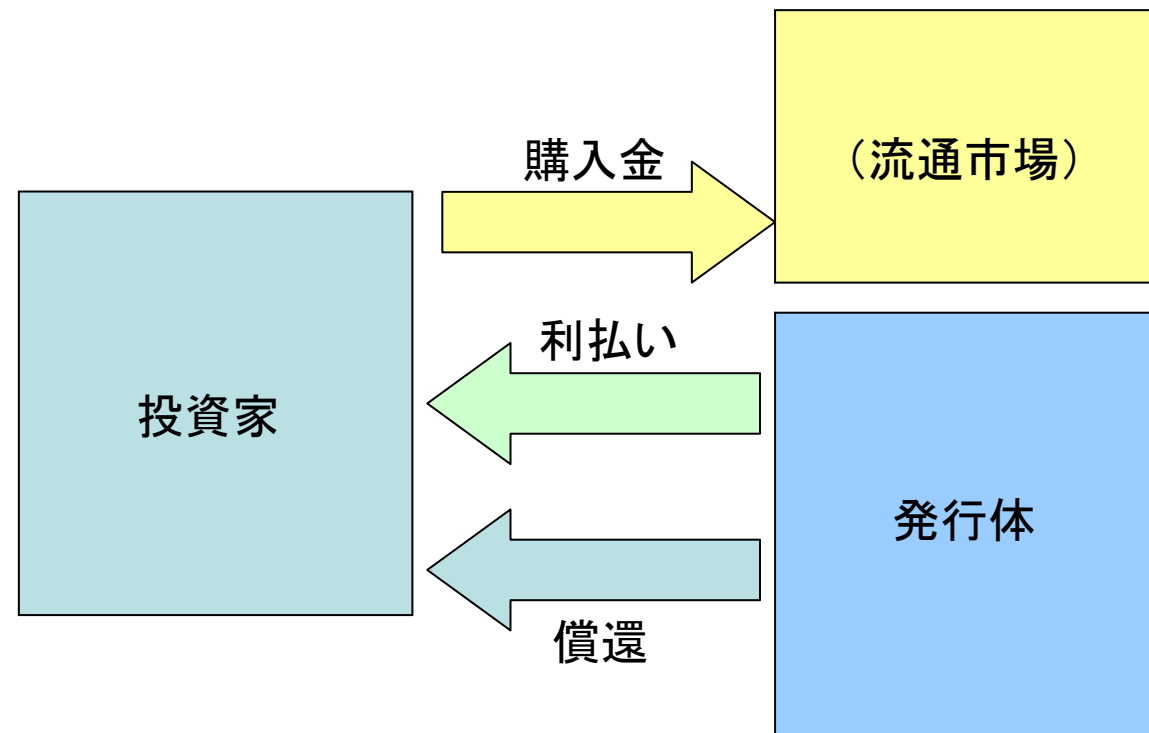 購入金
（流通市場）
利払い
投資家
発行体
償還